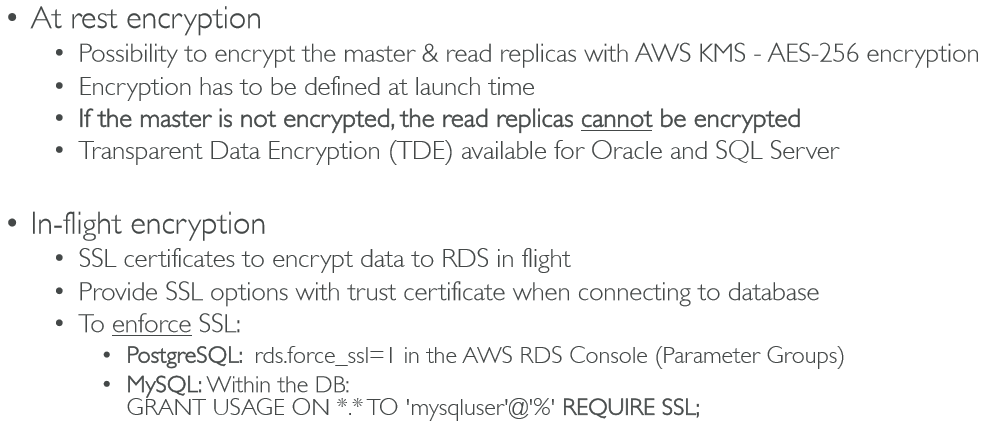 • At rest encryption
• Possibility to encrypt the master & read replicas with AWS KMS - AES-256 encryption
• Encryption has to be defined at launch time
• If the master is not encrypted, the read replicas cannot be encrypted
• Transparent Data Encryption (TDE) available for Oracle and SQL Server
• In-flight encryption
• SSL certificates to encrypt data to RDS in flight
• Provide SSL options with trust certificate when connecting to database
• To enforce SSL:
• PostgreSQL: rds.force_ssl=1 in the AWS RDS Console (Parameter Groups)
• MySQL: Within the DB:
GRANT USAGE ON *.* TO 'mysqluser'@'%' REQUIRE SSL;